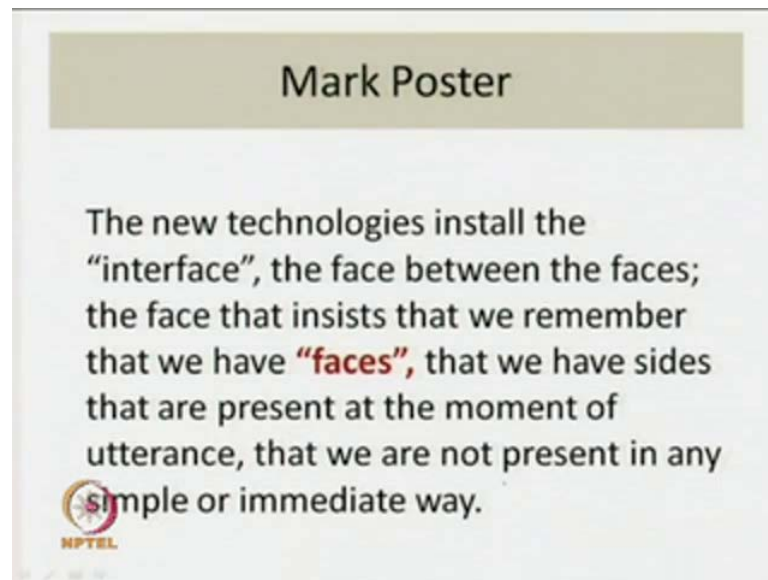 Mark Poster
The new technologies install the
“interface”, the face between the faces;
the face that insists that we remember
that we have “faces”, that we have sides
that are present at the moment of
utterance, that we are not present in any
simple or immediate way.
NPTEL